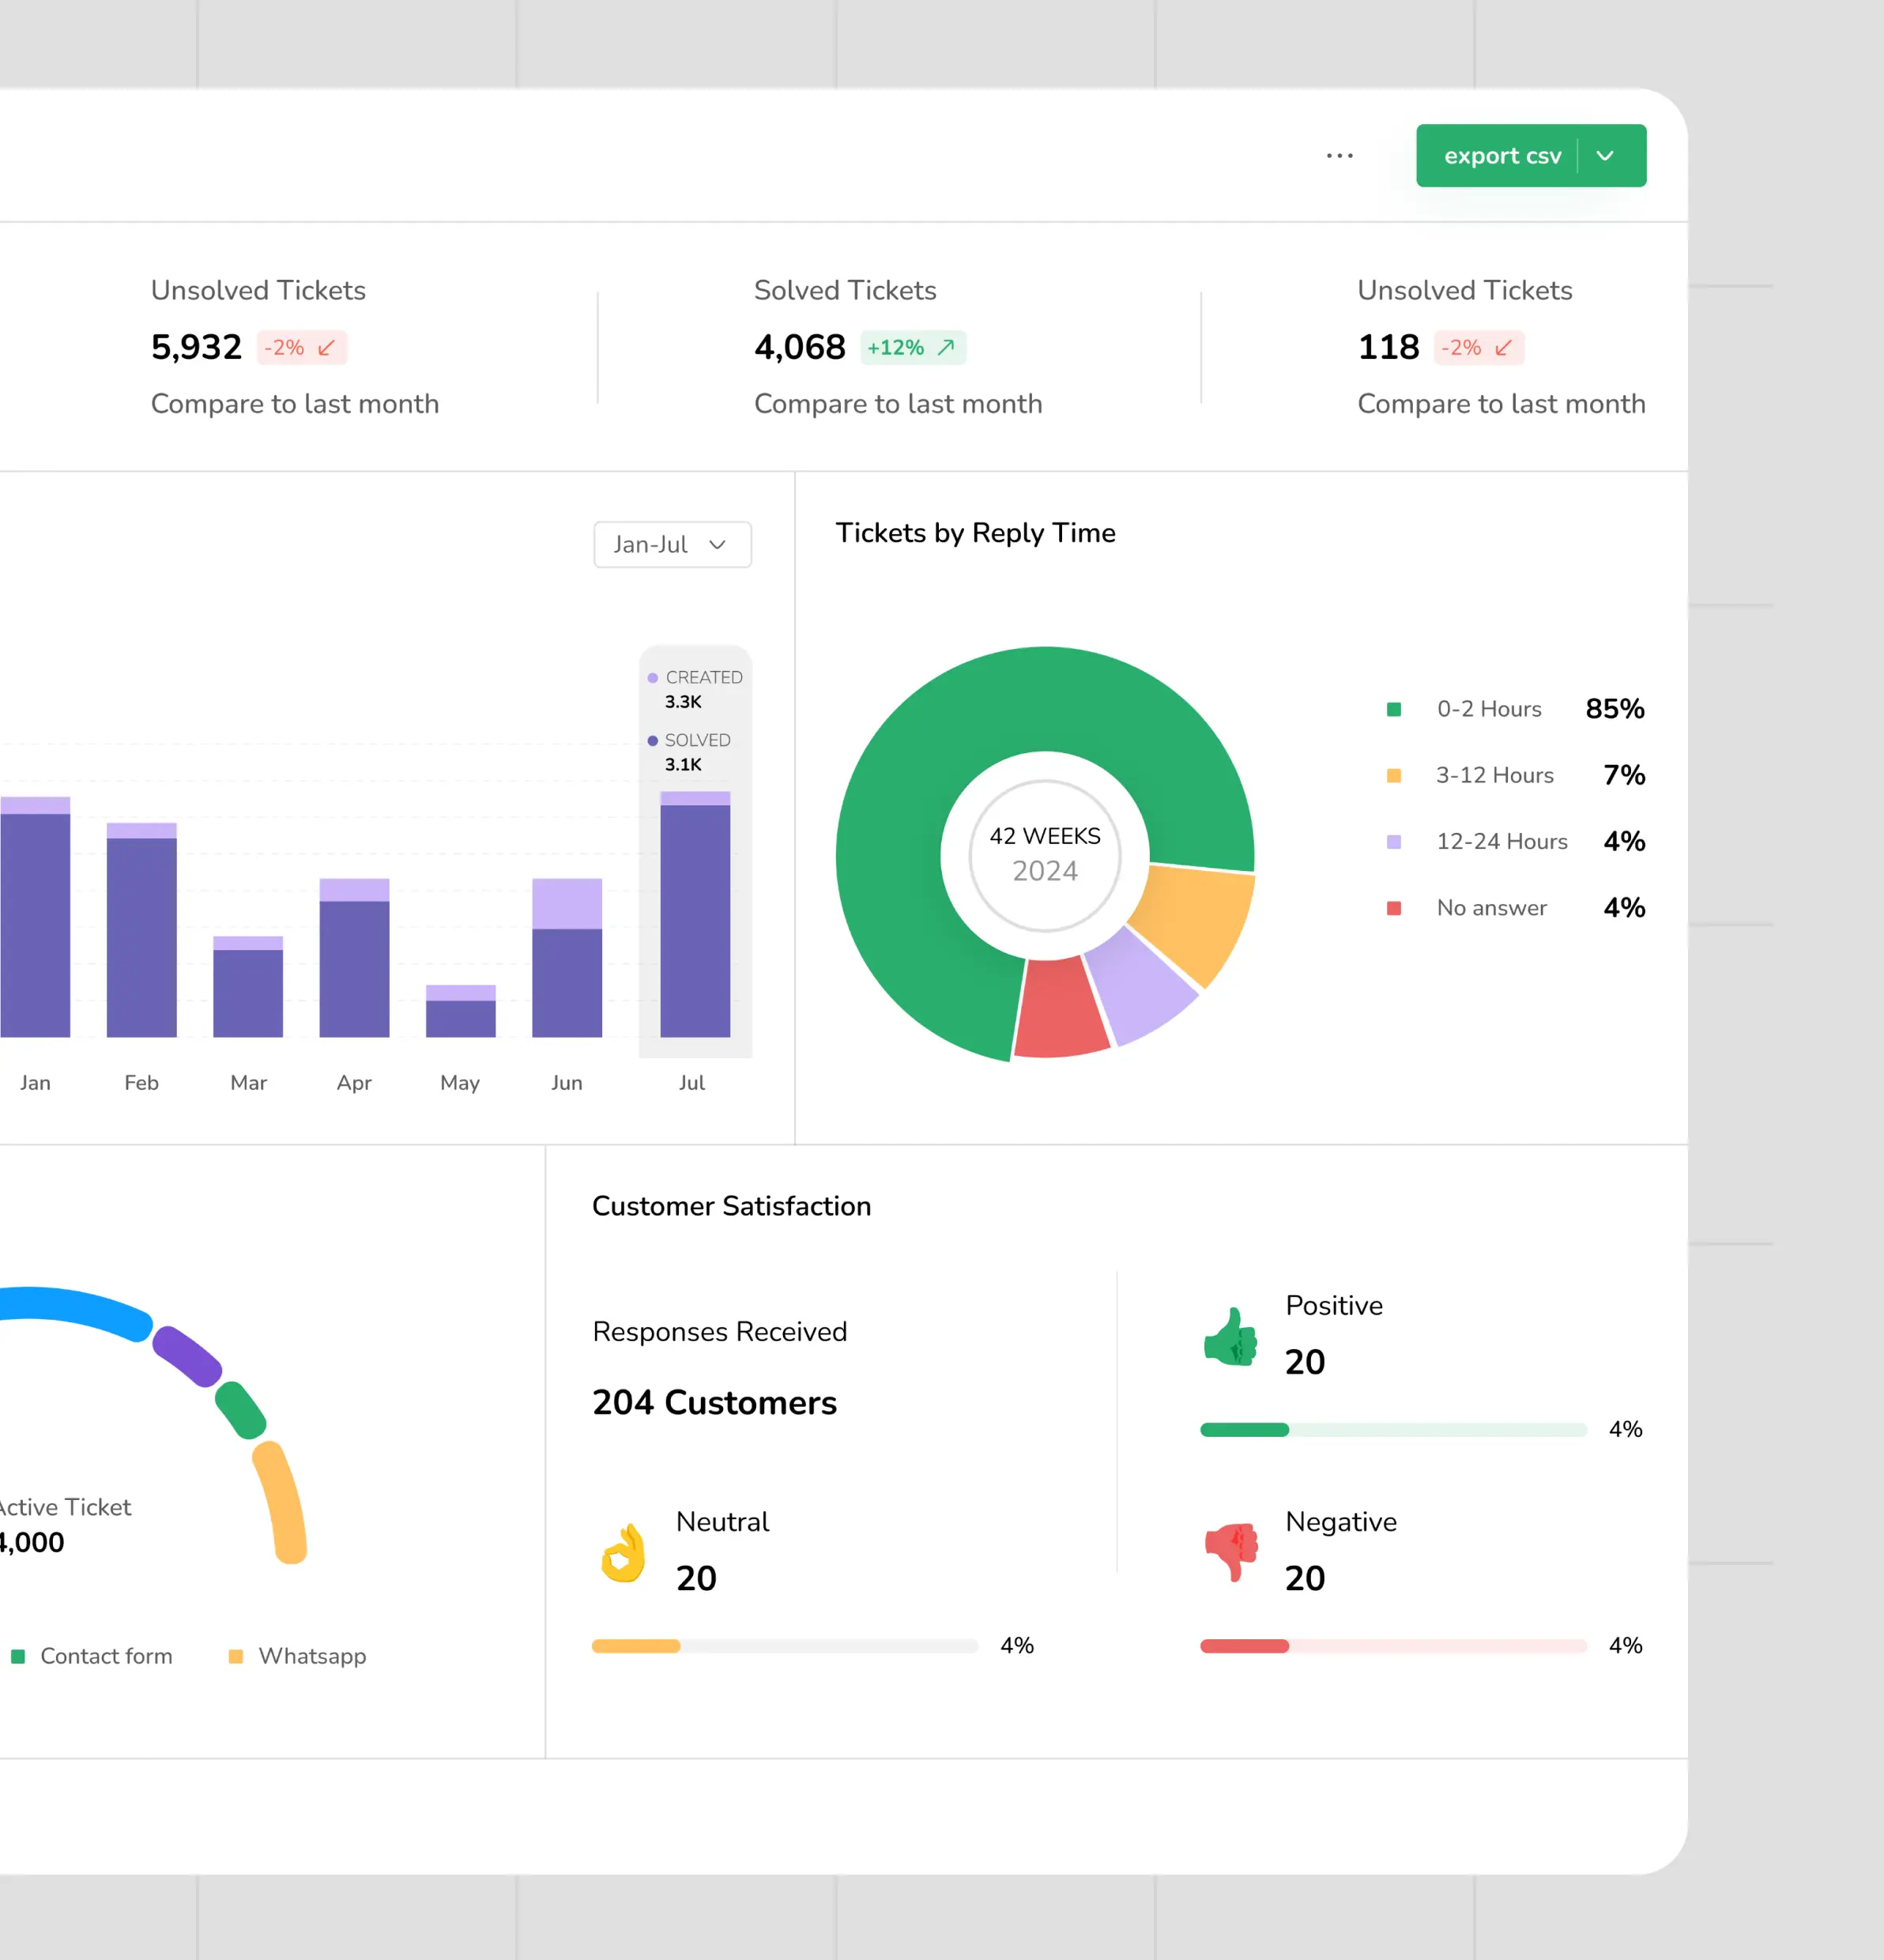 export csv
Unsolved Tickets
5,932 -2%
Compare to last month
Solved Tickets
4,068 +12%
Compare to last month
Unsolved Tickets
118 -2%
Compare to last month
Jan-Jul
CREATED
3.3K
SOLVED
3.1K
Jan Feb Mar Apr May Jun Jul
Tickets by Reply Time
42 WEEKS
2024
0-2 Hours 85%
3-12 Hours 7%
12-24 Hours 4%
No answer 4%
Active Ticket
4,000
Contact form Whatsapp
Customer Satisfaction
Responses Received
204 Customers
Positive
20
4%
Neutral
20
4%
Negative
20
4%